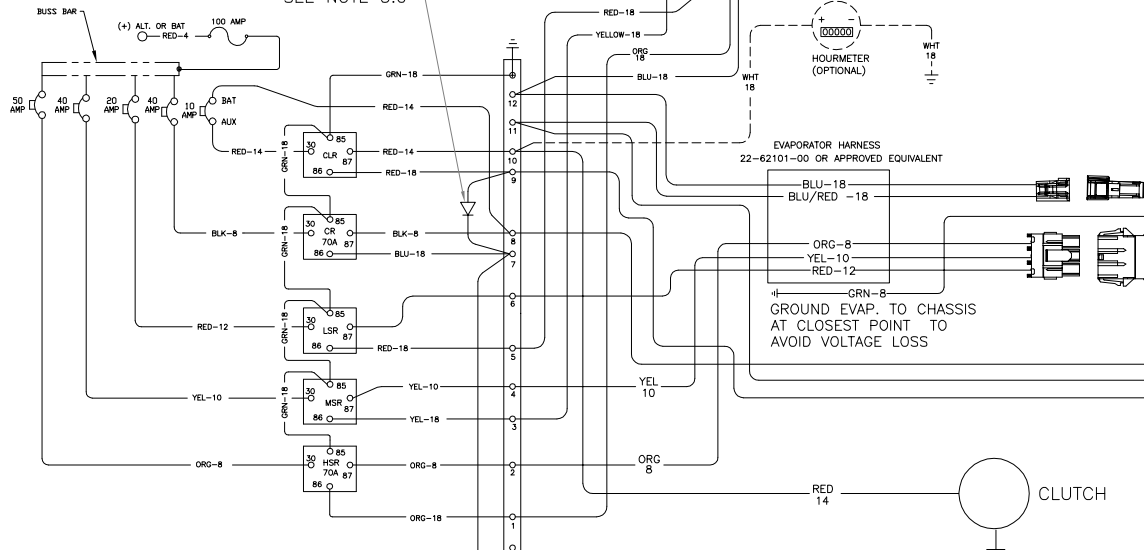 SEE NOTE
BUSS BAR
(+) ALT. OR BAT
RED-4
100 AMP
50 AMP
40 AMP
20 AMP
40 AMP
10 AMP
BAT
AUX
RED-14
GRN-18
RED-14
GRN-18
30
85
CLR
87
86
RED-14
RED-18
GRN-18
BLK-8
30
85
CR
70A
87
86
BLK-8
BLU-18
GRN-18
RED-12
30
85
LSR
87
86
RED-18
GRN-18
YEL-10
30
85
MSR
87
86
YEL-10
YEL-18
ORG-8
30
85
HSR
70A
87
86
ORG-8
ORG-18
12
11
10
9
8
7
6
5
4
3
2
1
RED-18
YELLOW-18
ORG
18
BLU-18
WHT
18
+
-
00000
HOURMETER
(OPTIONAL)
WHT
18
EVAPORATOR HARNESS
22-62101-00 OR APPROVED EQUIVALENT
BLU-18
BLU/RED -18
ORG-8
YEL-10
RED-12
GRN-8
GROUND EVAP. TO CHASSIS
AT CLOSEST POINT TO
AVOID VOLTAGE LOSS
YEL
10
ORG
8
RED
14
CLUTCH